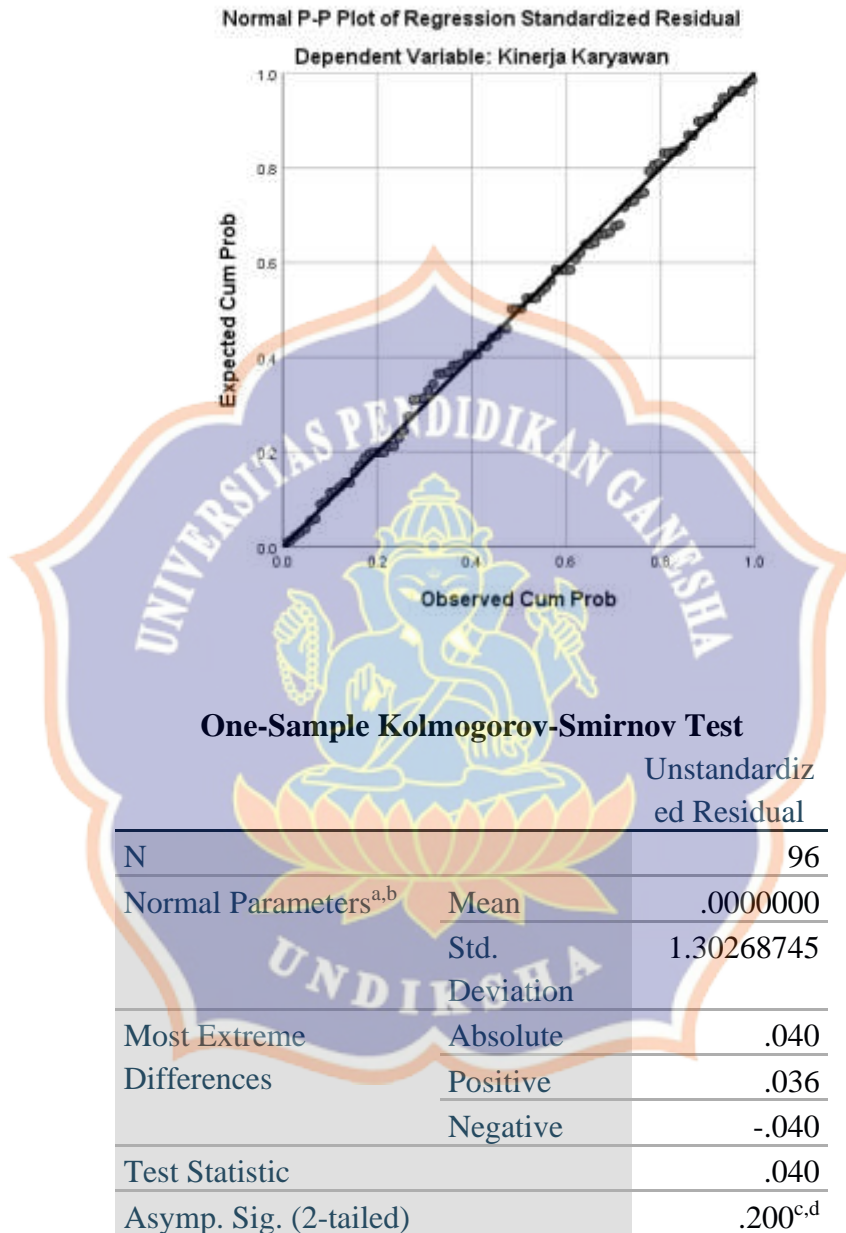 Normal P-P Plot of Regression Standardized Residual
Dependent Variable: Kinerja Karyawan
Expected Cum Prob
1.0
0.8
0.6
0.4
0.2
0.0
0.0 0.2 0.4 0.6 0.8 1.0
Observed Cum Prob
UNIVERSITAS PENDIDIKAN GANESHA
UNDIKSHA
One-Sample Kolmogorov-Smirnov Test
Unstandardiz
ed Residual
N 96
Normal Parameters^a,b Mean .0000000
Std. 1.30268745
Deviation
Most Extreme Absolute .040
Differences Positive .036
Negative -.040
Test Statistic .040
Asymp. Sig. (2-tailed) .200^c,d